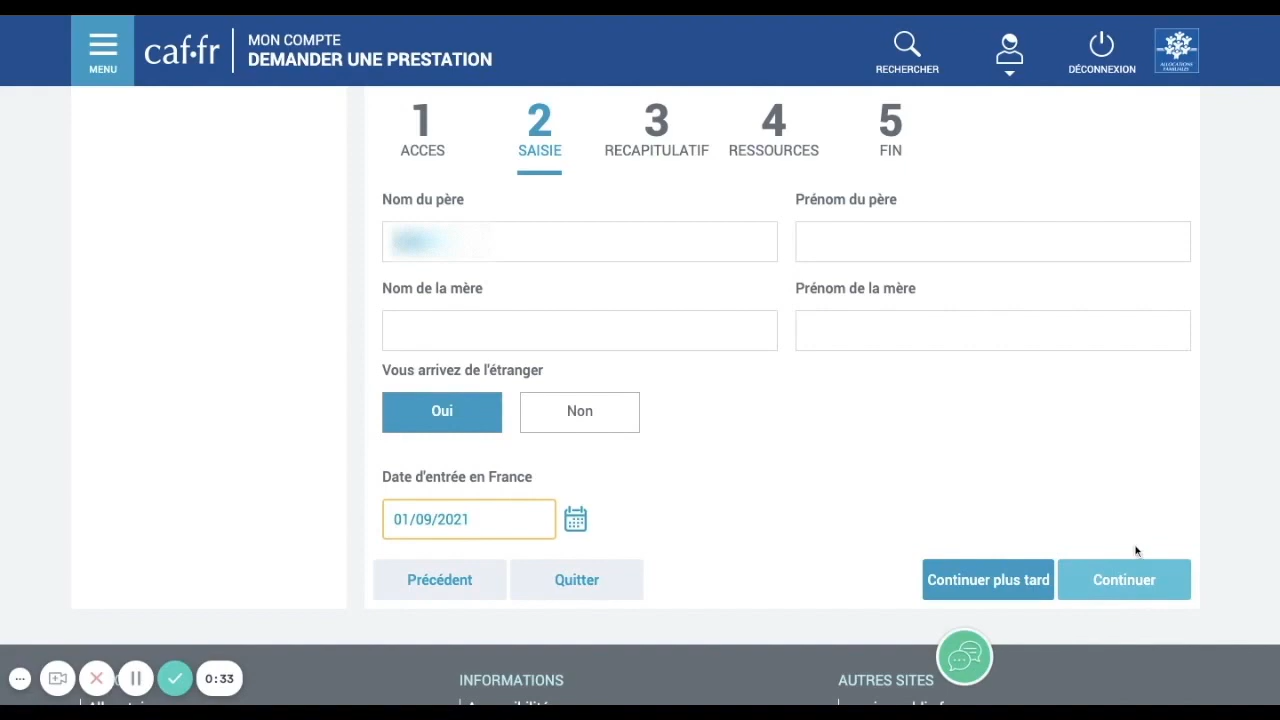 MENU
caf.fr
MON COMPTE
DEMANDER UNE PRESTATION
RECHERCHER
DÉCONNEXION
ALLOCATIONS
FAMILIALES
1 2 3 4 5
ACCES SAISIE RECAPITULATIF RESSOURCES FIN
Nom du père Prénom du père
Nom de la mère Prénom de la mère
Vous arrivez de l'étranger
Oui Non
Date d'entrée en France
01/09/2021
Précédent Quitter Continuer plus tard Continuer
0:33
INFORMATIONS AUTRES SITES